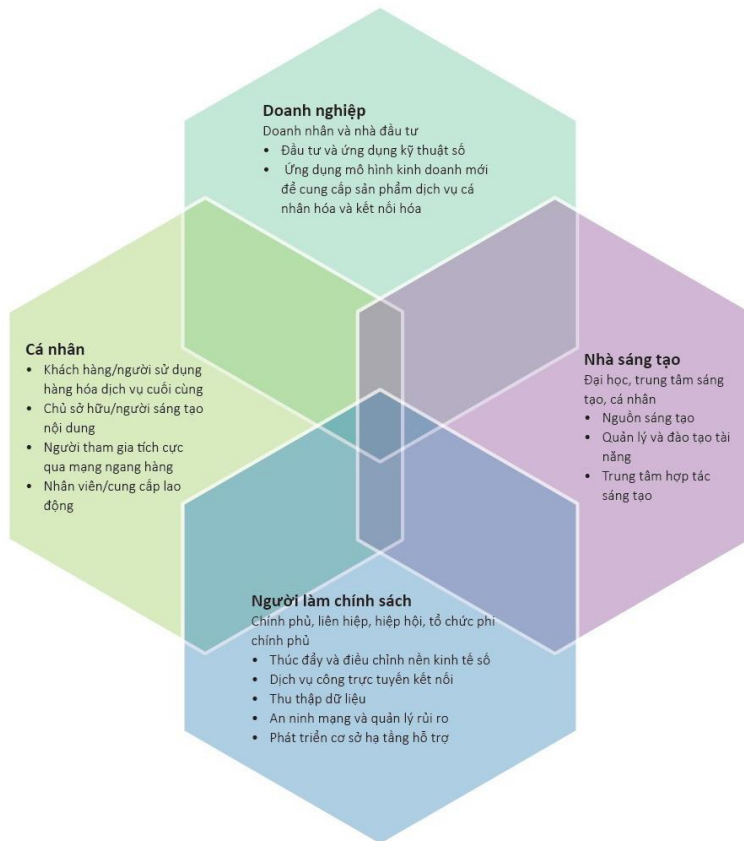 Doanh nghiệp
Doanh nhân và nhà đầu tư
• Đầu tư và ứng dụng kỹ thuật số
• Ứng dụng mô hình kinh doanh mới
để cung cấp sản phẩm dịch vụ cá
nhân hóa và kết nối hóa
Cá nhân
• Khách hàng/người sử dụng
hàng hóa dịch vụ cuối cùng
• Chủ sở hữu/người sáng tạo
nội dung
• Người tham gia tích cực
qua mạng ngang hàng
• Nhân viên/cung cấp lao
động
Nhà sáng tạo
Đại học, trung tâm sáng
tạo, cá nhân
• Nguồn sáng tạo
• Quản lý và đào tạo tài
năng
• Trung tâm hợp tác
sáng tạo
Người làm chính sách
Chính phủ, liên hiệp, hiệp hội, tổ chức phi
chính phủ
• Thúc đẩy và điều chỉnh nền kinh tế số
• Dịch vụ công trực tuyến kết nối
• Thu thập dữ liệu
• An ninh mạng và quản lý rủi ro
• Phát triển cơ sở hạ tầng hỗ trợ